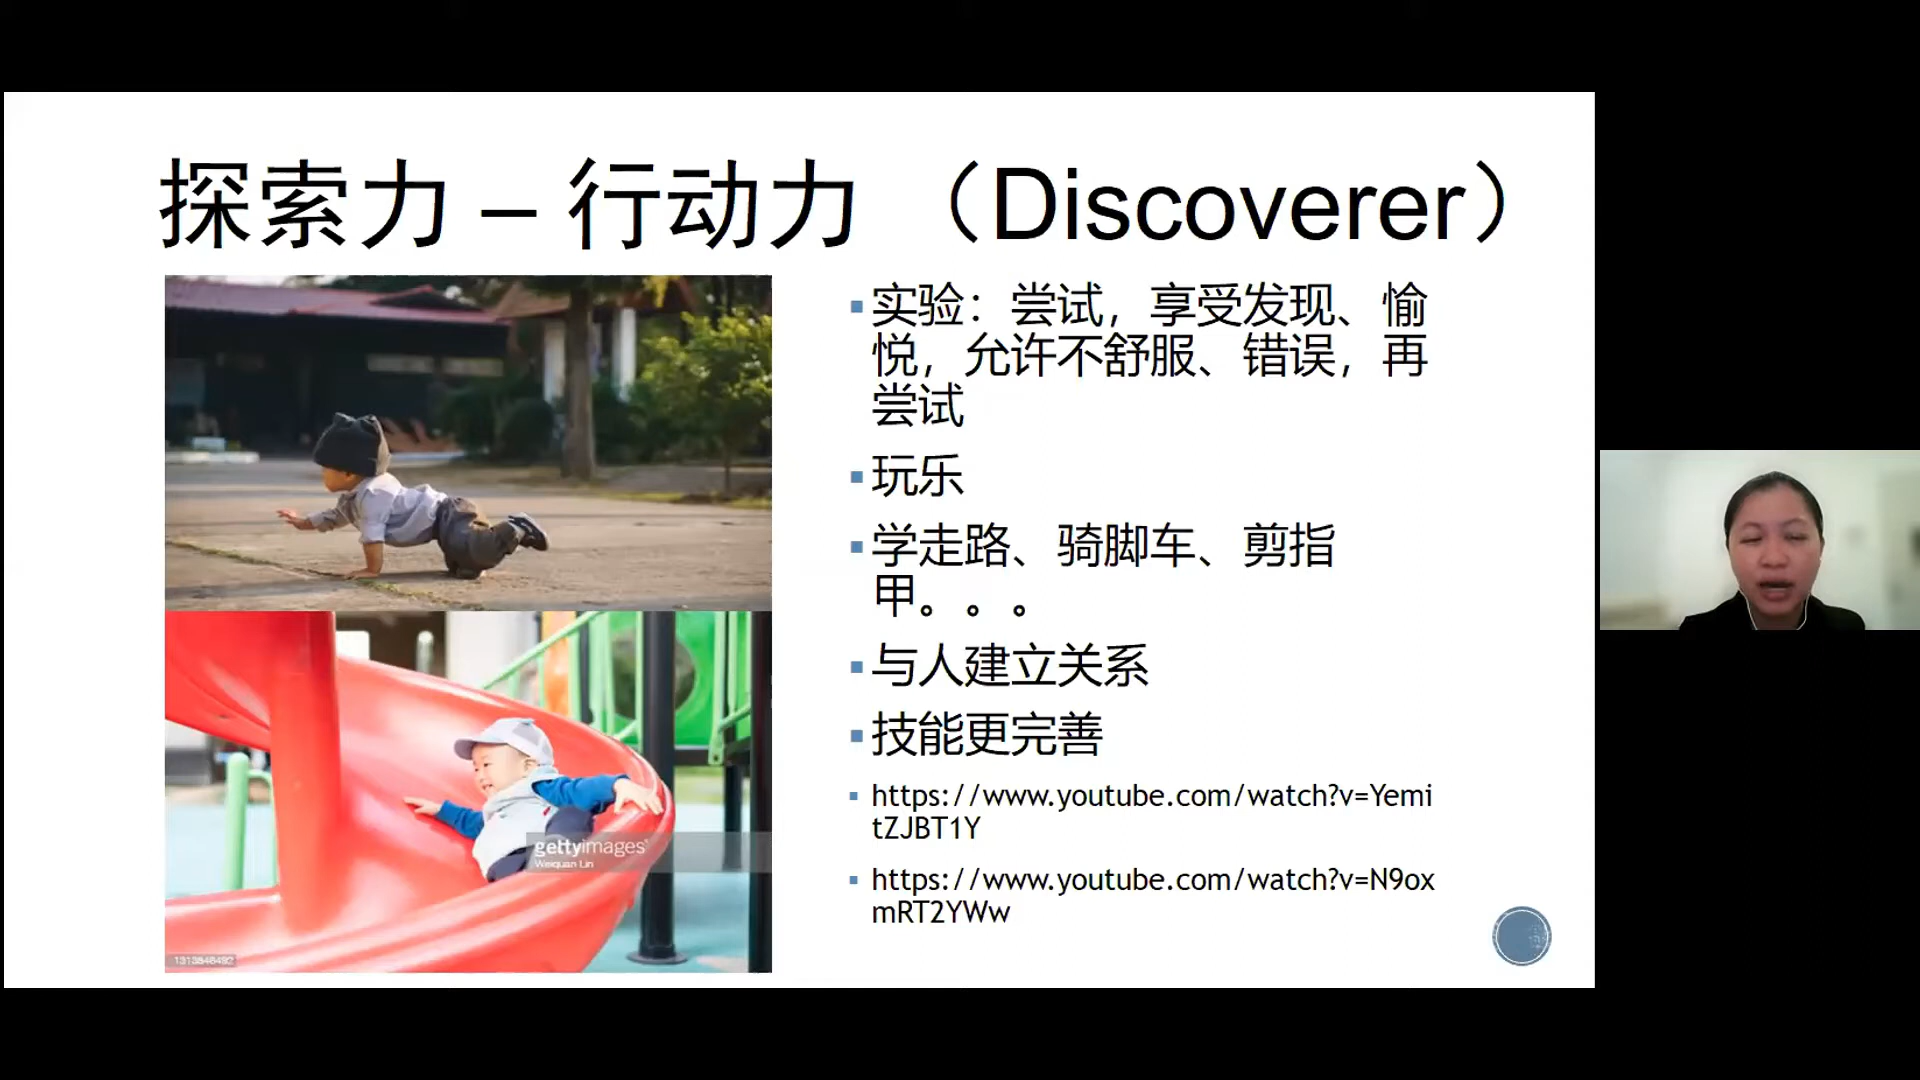 探索力 – 行动力 （Discoverer）
实验：尝试，享受发现、愉
悦，允许不舒服、错误，再
尝试
玩乐
学走路、骑脚车、剪指
甲。。。
与人建立关系
技能更完善
https://www.youtube.com/watch?v=Yemi
tZJBT1Y
https://www.youtube.com/watch?v=N9ox
mRT2YWw
gettyimages
Weiquan Lin
1313846492